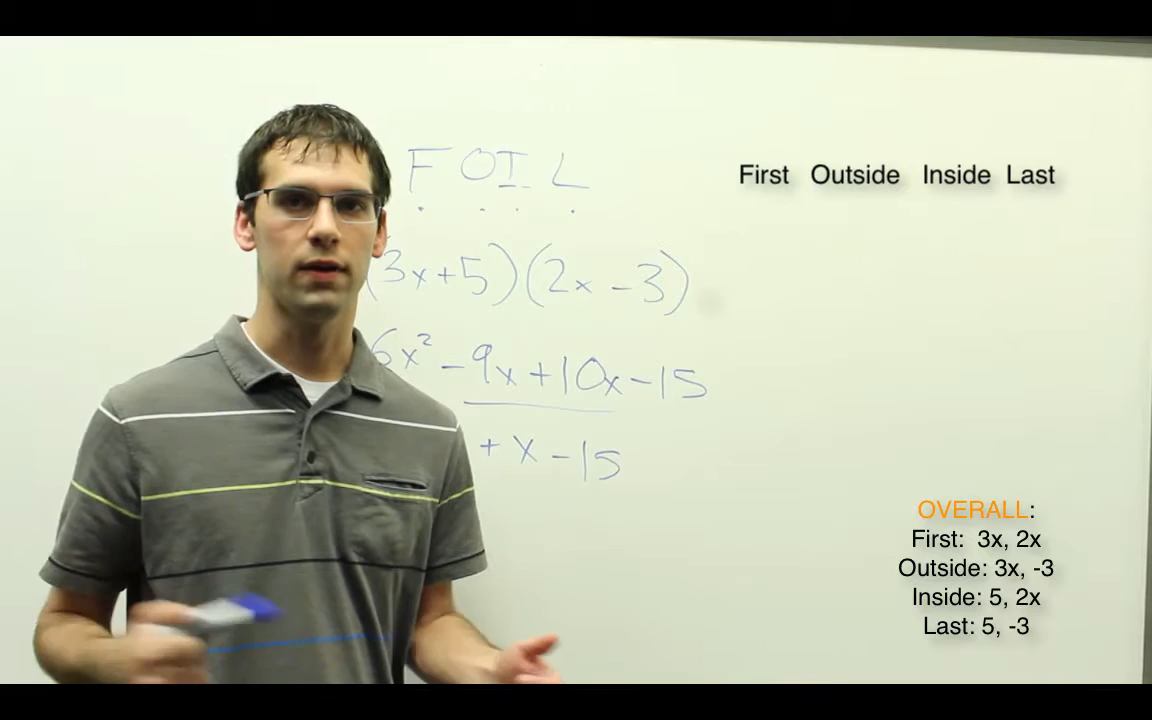 F O I L
First Outside Inside Last
(3x+5)(2x-3)
6x² -9x+10x-15
+ x -15
OVERALL:
First: 3x, 2x
Outside: 3x, -3
Inside: 5, 2x
Last: 5, -3